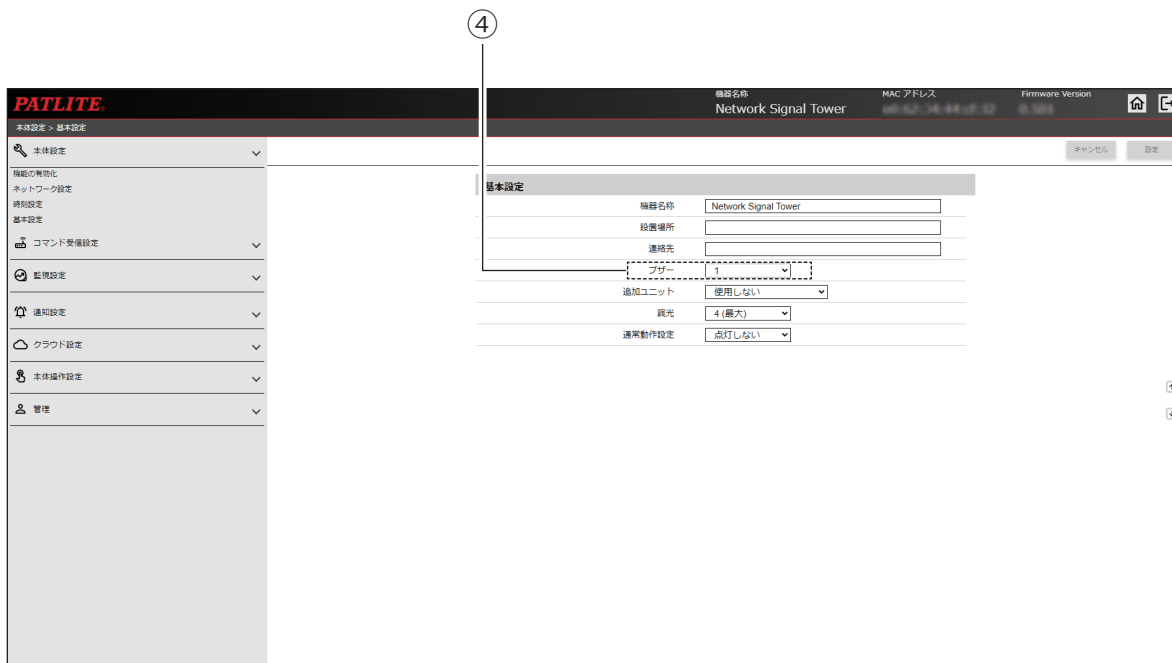 ④
PATLITE.
機器名称
Network Signal Tower
MAC アドレス
Firmware Version
0.501
本体設定 > 基本設定
本体設定
キャンセル
設定
機能の有効化
ネットワーク設定
時刻設定
基本設定
コマンド受信設定
監視設定
通知設定
クラウド設定
本体操作設定
管理
基本設定
機器名称 Network Signal Tower
設置場所
連絡先
ブザー 1
追加ユニット 使用しない
調光 4 (最大)
通常動作設定 点灯しない